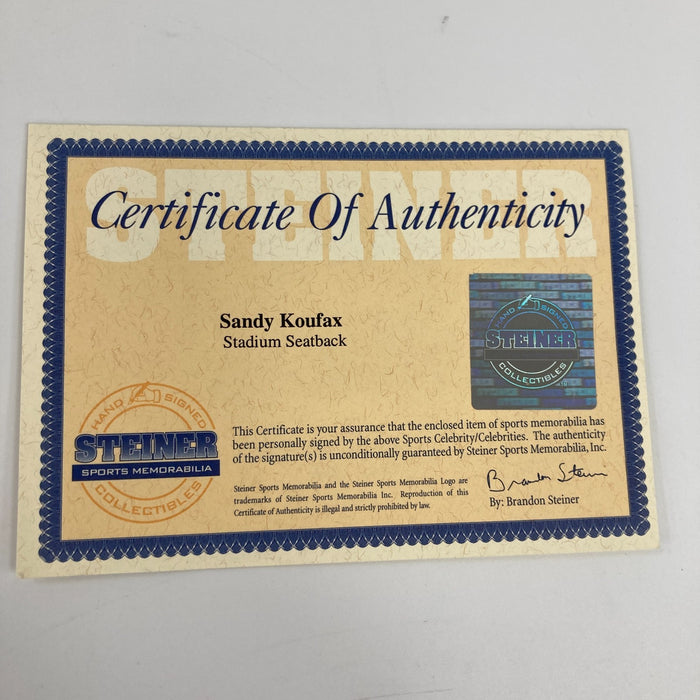 STEINER
Certificate Of Authenticity
Sandy Koufax
Stadium Seatback
HAND SIGNED
STEINER
COLLECTIBLES
HAND SIGNED
STEINER
SPORTS MEMORABILIA
COLLECTIBLES
This Certificate is your assurance that the enclosed item of sports memorabilia has
been personally signed by the above Sports Celebrity/Celebrities. The authenticity
of the signature(s) is unconditionally guaranteed by Steiner Sports Memorabilia, Inc.
Steiner Sports Memorabilia and the Steiner Sports Memorabilia Logo are
trademarks of Steiner Sports Memorabilia Inc. Reproduction of this
Certificate of Authenticity is illegal and strictly prohibited by law.
Brandon Steiner
By: Brandon Steiner